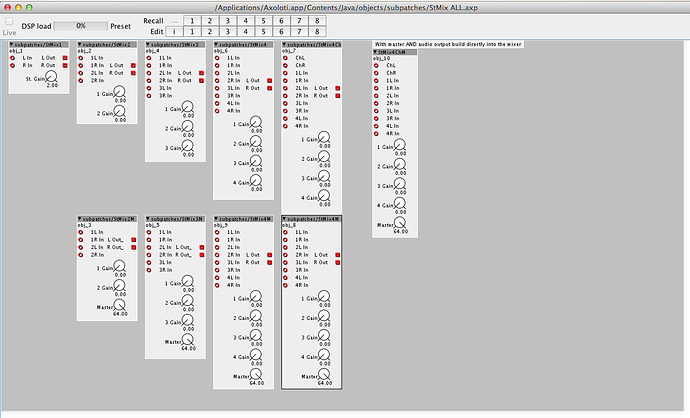 /Applications/Axoloti.app/Contents/Java/objects/subpatches/StMix ALL.axp
Live
DSP load 0% Preset
Recall ... 1 2 3 4 5 6 7 8
Edit i 1 2 3 4 5 6 7 8
subpatches/StMix1
obj_1
L In L Out
R In R Out
St. Gain
2.00
subpatches/StMix2
obj_2
1L In
1R In L Out
2L In R Out
2R In
1 Gain
0.00
2 Gain
0.00
subpatches/StMix3
obj_4
1L In
1R In
2L In
2R In L Out
3L In R Out
3R In
1 Gain
0.00
2 Gain
0.00
3 Gain
0.00
subpatches/StMix4
obj_6
1L In
1R In
2L In
2R In L Out
3L In R Out
3R In
4L In
4R In
1 Gain
0.00
2 Gain
0.00
3 Gain
0.00
4 Gain
0.00
subpatches/StMix4Ch
obj_7
ChL
ChR
1L In
1R In
2L In
2R In L Out
3L In R Out
3R In
4L In
4R In
1 Gain
0.00
2 Gain
0.00
3 Gain
0.00
4 Gain
0.00
With master AND audio output build directly into the mixer
StMix4ChM
obj_10
ChL
ChR
1L In
1R In
2L In
2R In
3L In
3R In
4L In
4R In
1 Gain
0.00
2 Gain
0.00
3 Gain
0.00
4 Gain
0.00
Master
64.00
subpatches/StMix2M
obj_3
1L In
1R In L Out_
2L In R Out_
2R In
1 Gain
0.00
2 Gain
0.00
Master
64.00
subpatches/StMix3M
obj_5
1L In
1R In
2L In L Out_
2R In R Out_
3L In
3R In
1 Gain
0.00
2 Gain
0.00
3 Gain
0.00
Master
64.00
subpatches/StMix4M
obj_9
1L In
1R In
2L In
2R In L Out
3L In R Out
3R In
4L In
4R In
1 Gain
0.00
2 Gain
0.00
3 Gain
0.00
4 Gain
0.00
Master
64.00
subpatches/StMix4M
obj_8
1L In
1R In
2L In
2R In L Out
3L In R Out
3R In
4L In
4R In
1 Gain
0.00
2 Gain
0.00
3 Gain
0.00
4 Gain
0.00
Master
64.00